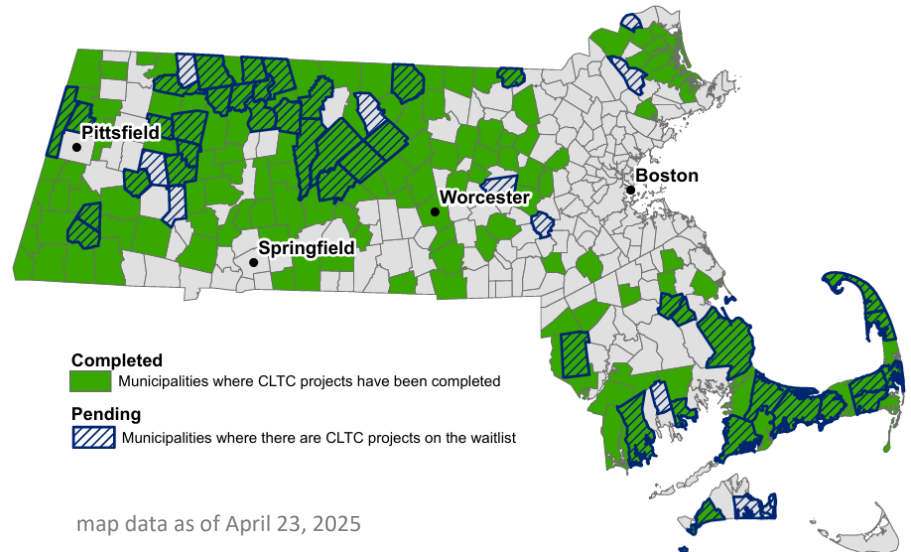 Pittsfield
Boston
Worcester
Springfield
Completed
Municipalities where CLTC projects have been completed
Pending
Municipalities where there are CLTC projects on the waitlist
map data as of April 23, 2025